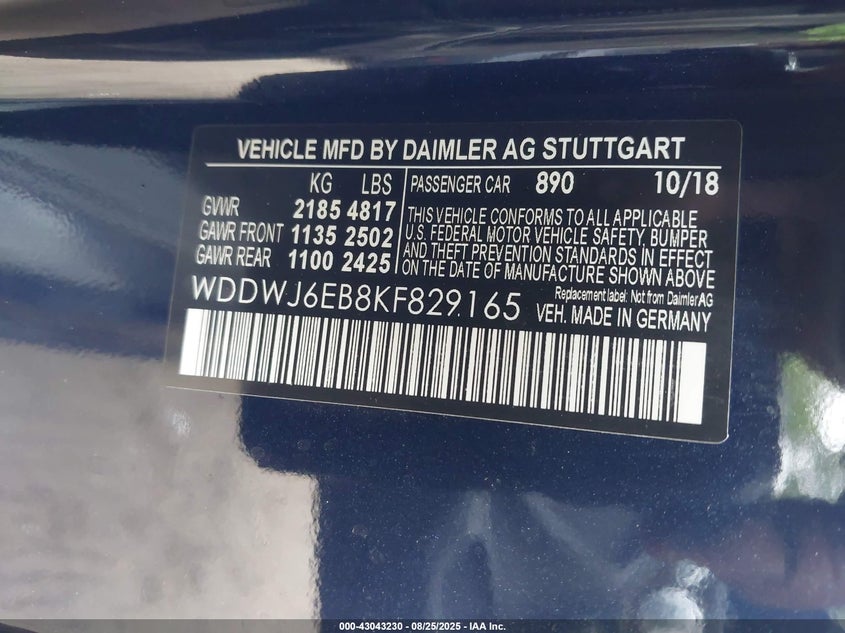 VEHICLE MFD BY DAIMLER AG STUTTGART
KG LBS
GVWR 2185 4817
GAWR FRONT 1135 2502
GAWR REAR 1100 2425
PASSENGER CAR 890 10/18
THIS VEHICLE CONFORMS TO ALL APPLICABLE
U.S. FEDERAL MOTOR VEHICLE SAFETY, BUMPER
AND THEFT PREVENTION STANDARDS IN EFFECT
ON THE DATE OF MANUFACTURE SHOWN ABOVE
Replacement label: Not from Daimler AG
WDDWJ6EB8KF829165
VEH. MADE IN GERMANY
000-43043230 - 08/25/2025 - IAA Inc.